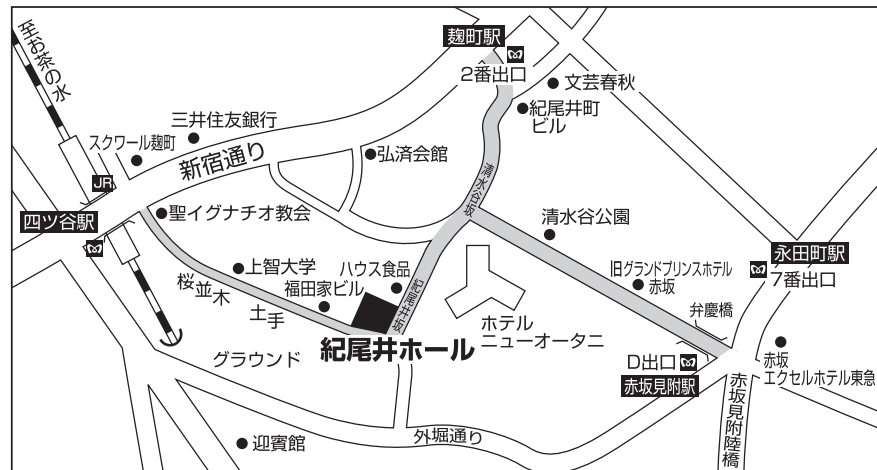 至お茶の水
麹町駅
2番出口
文芸春秋
紀尾井町
ビル
三井住友銀行
スクワール麹町
新宿通り
弘済会館
JR
四ツ谷駅
聖イグナチオ教会
清水谷坂
清水谷公園
永田町駅
7番出口
上智大学
桜並木
ハウス食品
福田家ビル
土手
紀尾井坂
旧グランドプリンスホテル
赤坂
弁慶橋
ホテル
ニューオータニ
紀尾井ホール
グラウンド
D出口
赤坂見附駅
赤坂
エクセルホテル東急
赤坂見附陸橋
外堀通り
迎賓館